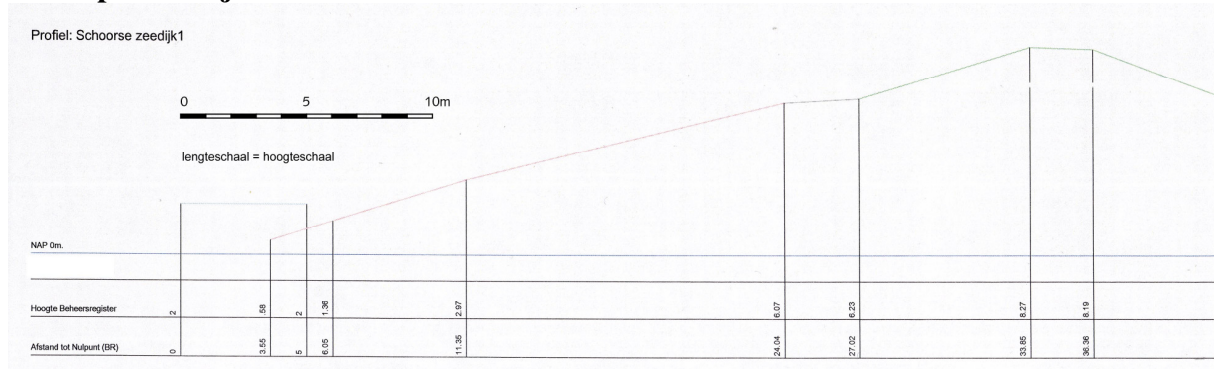 Profiel: Schoorse zeedijk1
0 5 10m
lengteschaal = hoogteschaal
NAP 0m.
Hoogte Beheersregister 2 .58 2 1.36 2.97 6.07 6.23 8.27 8.19
Afstand tot Nulpunt (BR) 0 3.55 5 6.05 11.35 24.04 27.02 33.85 36.36